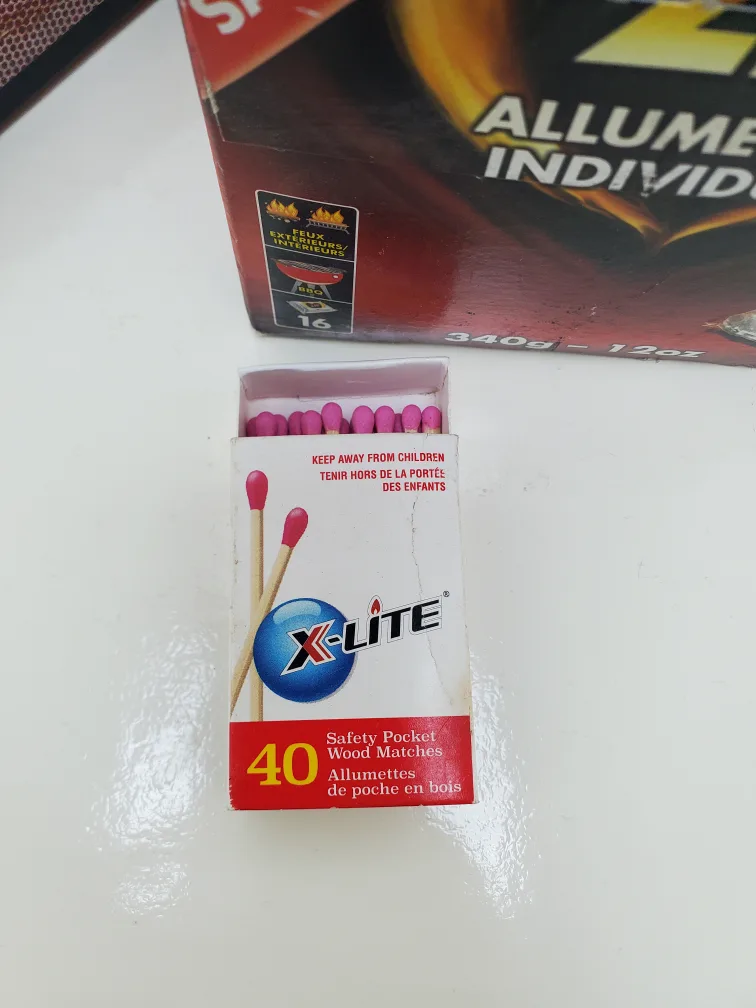 ALLUME
INDIVID
FEUX
EXTÉRIEURS/
INTÉRIEURS
BBQ
16
340g - 12oz
KEEP AWAY FROM CHILDREN
TENIR HORS DE LA PORTÉE
DES ENFANTS
X-LiTE®
40
Safety Pocket
Wood Matches
Allumettes
de poche en bois